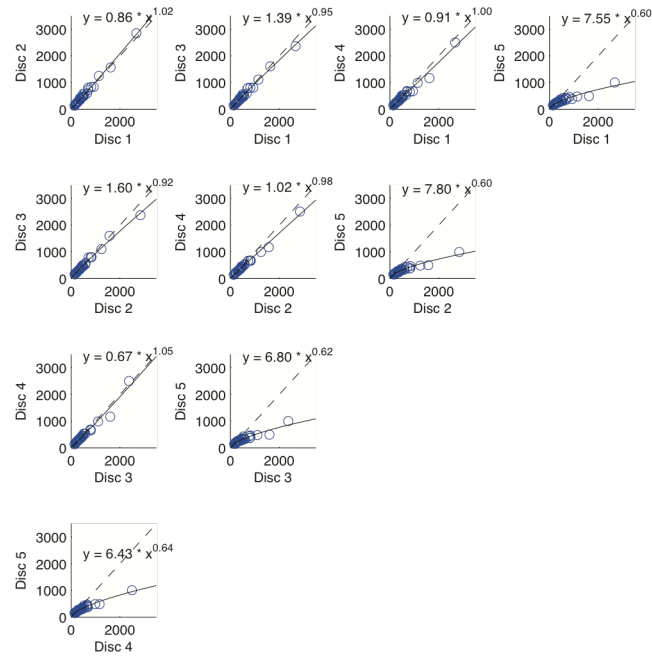 y = 0.86 * x^1.02
3000
2000
1000
0
Disc 2
0 2000
Disc 1
y = 1.39 * x^0.95
3000
2000
1000
0
Disc 3
0 2000
Disc 1
y = 0.91 * x^1.00
3000
2000
1000
0
Disc 4
0 2000
Disc 1
y = 7.55 * x^0.60
3000
2000
1000
0
Disc 5
0 2000
Disc 1
y = 1.60 * x^0.92
3000
2000
1000
0
Disc 3
0 2000
Disc 2
y = 1.02 * x^0.98
3000
2000
1000
0
Disc 4
0 2000
Disc 2
y = 7.80 * x^0.60
3000
2000
1000
0
Disc 5
0 2000
Disc 2
y = 0.67 * x^1.05
3000
2000
1000
0
Disc 4
0 2000
Disc 3
y = 6.80 * x^0.62
3000
2000
1000
0
Disc 5
0 2000
Disc 3
y = 6.43 * x^0.64
3000
2000
1000
0
Disc 5
0 2000
Disc 4